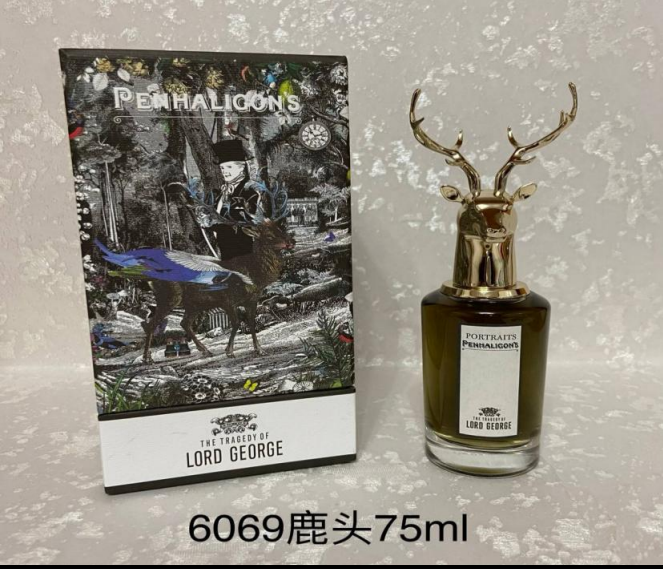 PENHALIGON'S
THE TRAGEDY OF
LORD GEORGE
PORTRAITS
PENHALIGON'S
THE TRAGEDY OF
LORD GEORGE
6069鹿头75ml